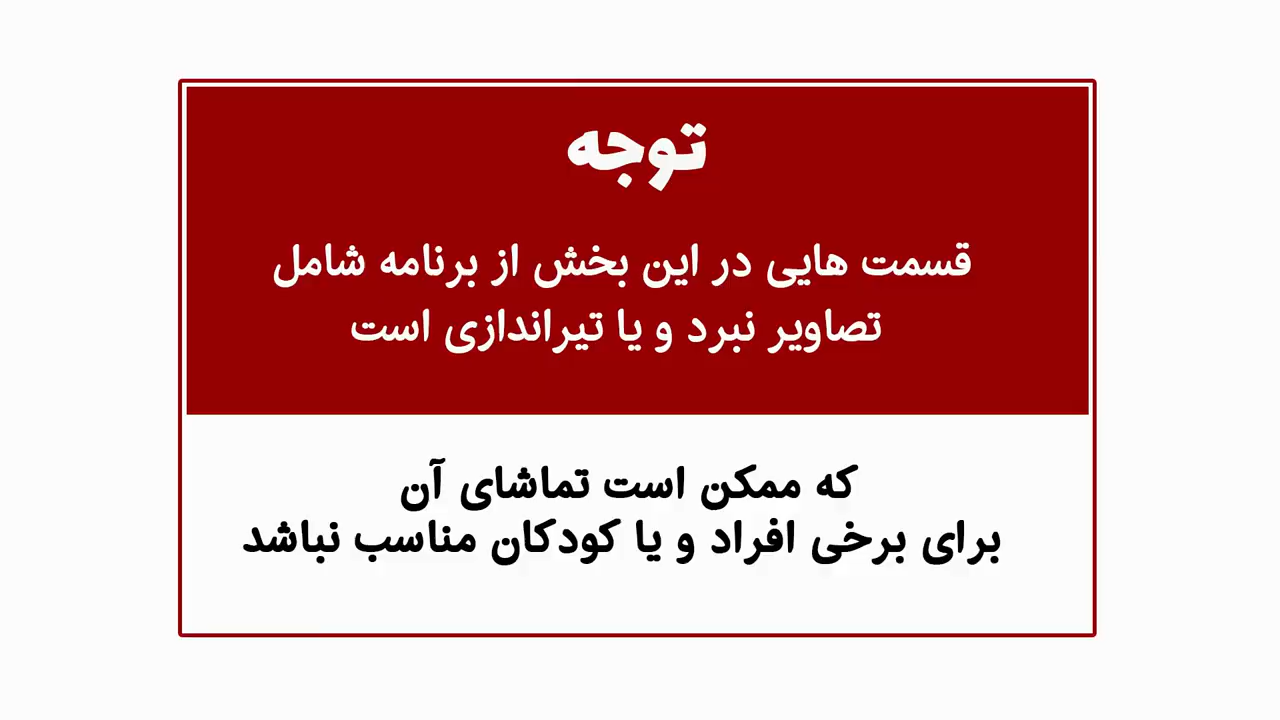 توجه
قسمت هایی در این بخش از برنامه شامل
تصاویر نبرد و یا تیراندازی است
که ممکن است تماشای آن
برای برخی افراد و یا کودکان مناسب نباشد